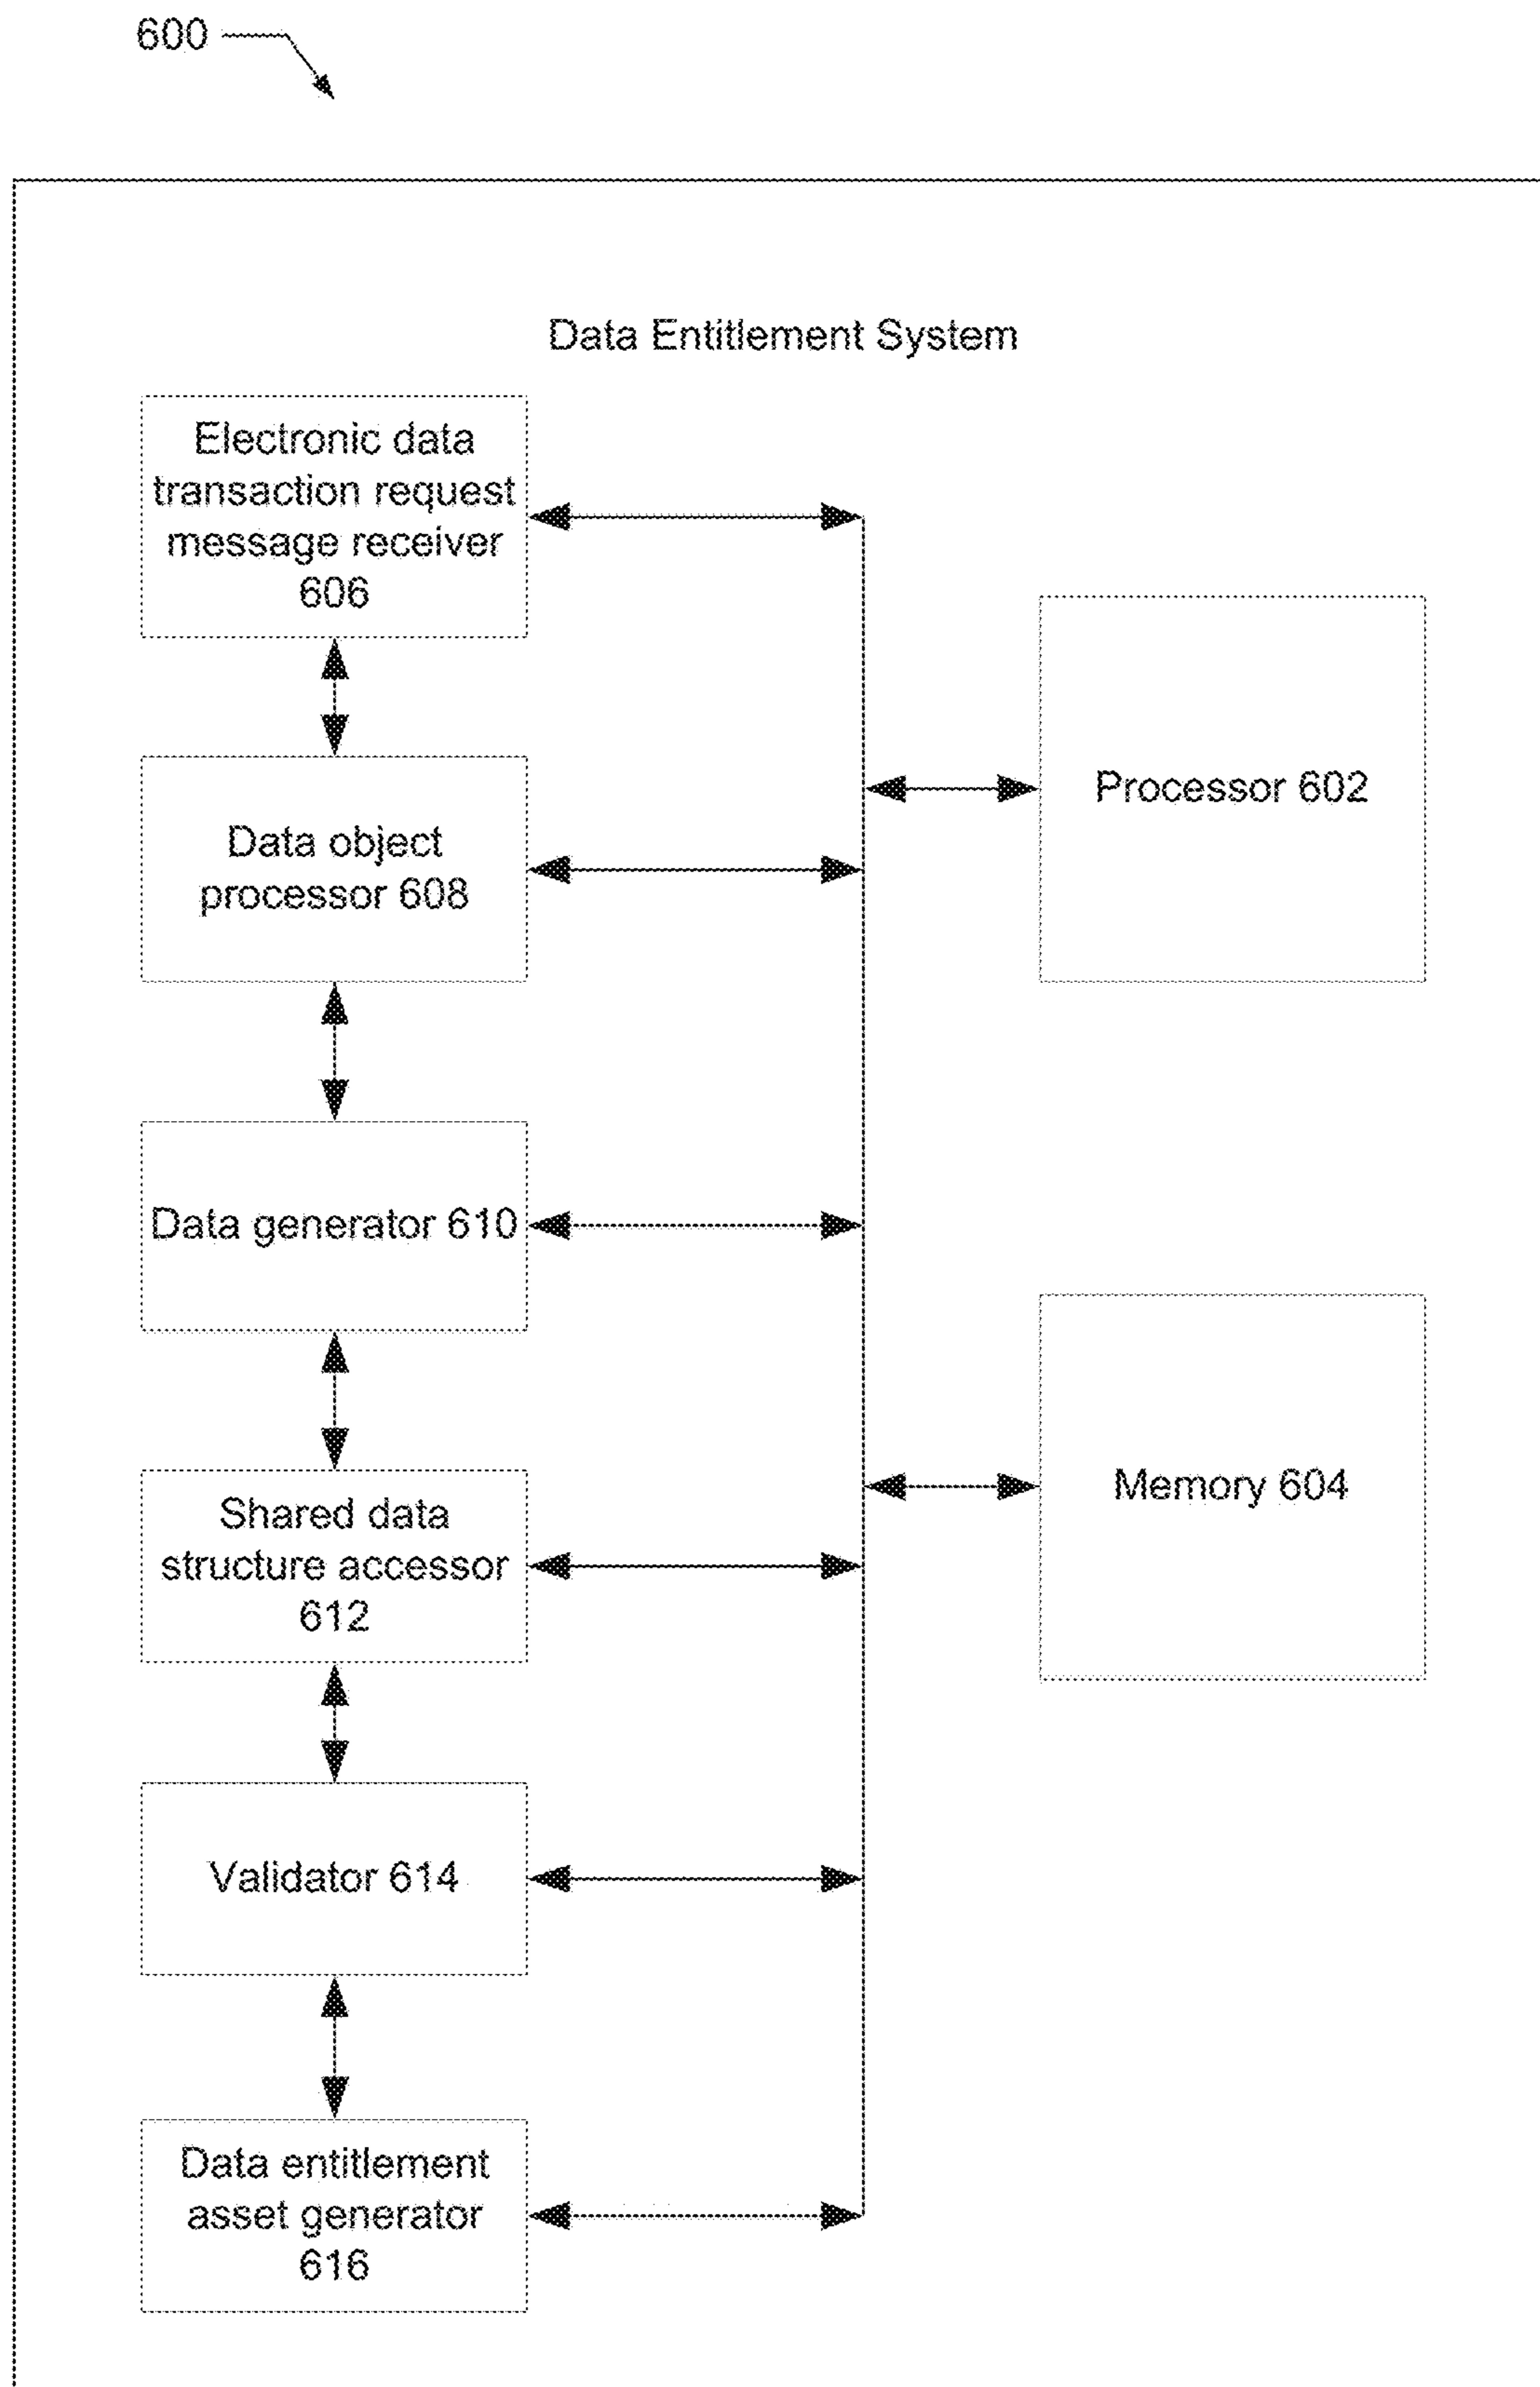 600
Data Entitlement System
Electronic data
transaction request
message receiver
606
Processor 602
Data object
processor 608
Data generator 610
Memory 604
Shared data
structure accessor
612
Validator 614
Data entitlement
asset generator
616